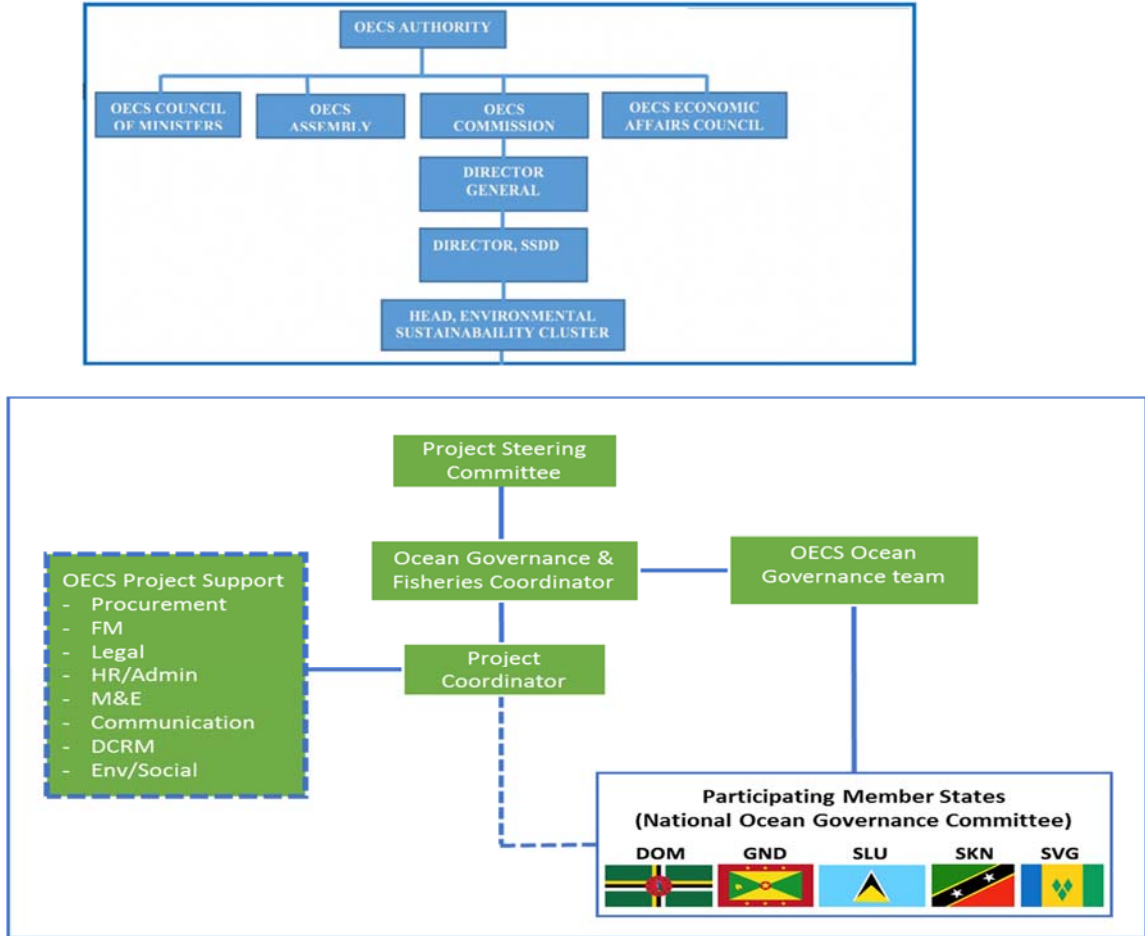 OECS AUTHORITY
OECS COUNCIL
OF MINISTERS
OECS
ASSEMBLY
OECS
COMMISSION
OECS ECONOMIC
AFFAIRS COUNCIL
DIRECTOR
GENERAL
DIRECTOR, SSDD
HEAD, ENVIRONMENTAL
SUSTAINABAILITY CLUSTER
Project Steering
Committee
Ocean Governance &
Fisheries Coordinator
OECS Ocean
Governance team
OECS Project Support
- Procurement
- FM
- Legal
- HR/Admin
- M&E
- Communication
- DCRM
- Env/Social
Project
Coordinator
Participating Member States
(National Ocean Governance Committee)
DOM GND SLU SKN SVG